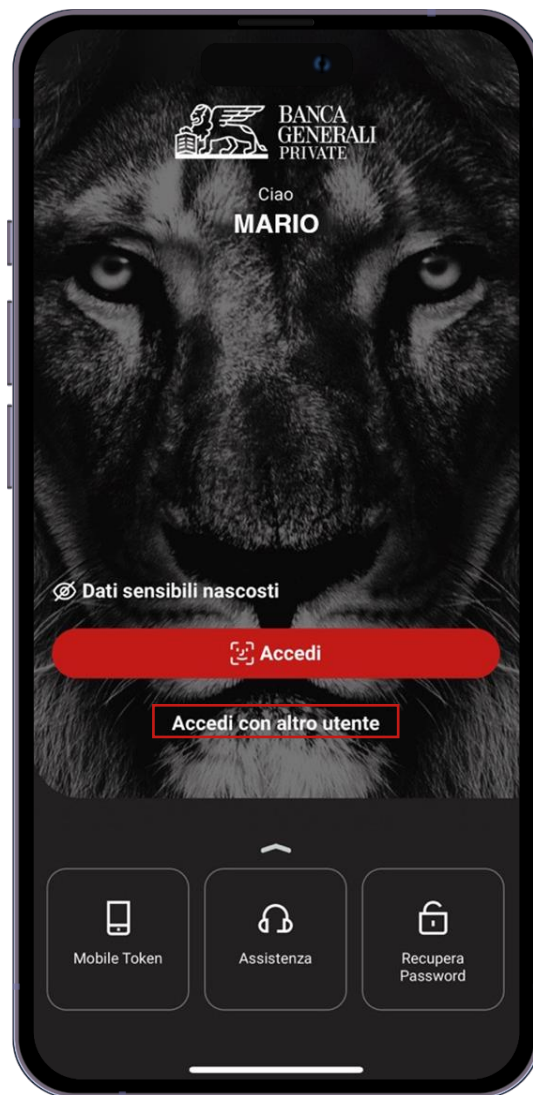 BANCA
GENERALI
PRIVATE
Ciao
MARIO
Dati sensibili nascosti
Accedi
Accedi con altro utente
Mobile Token
Assistenza
Recupera
Password